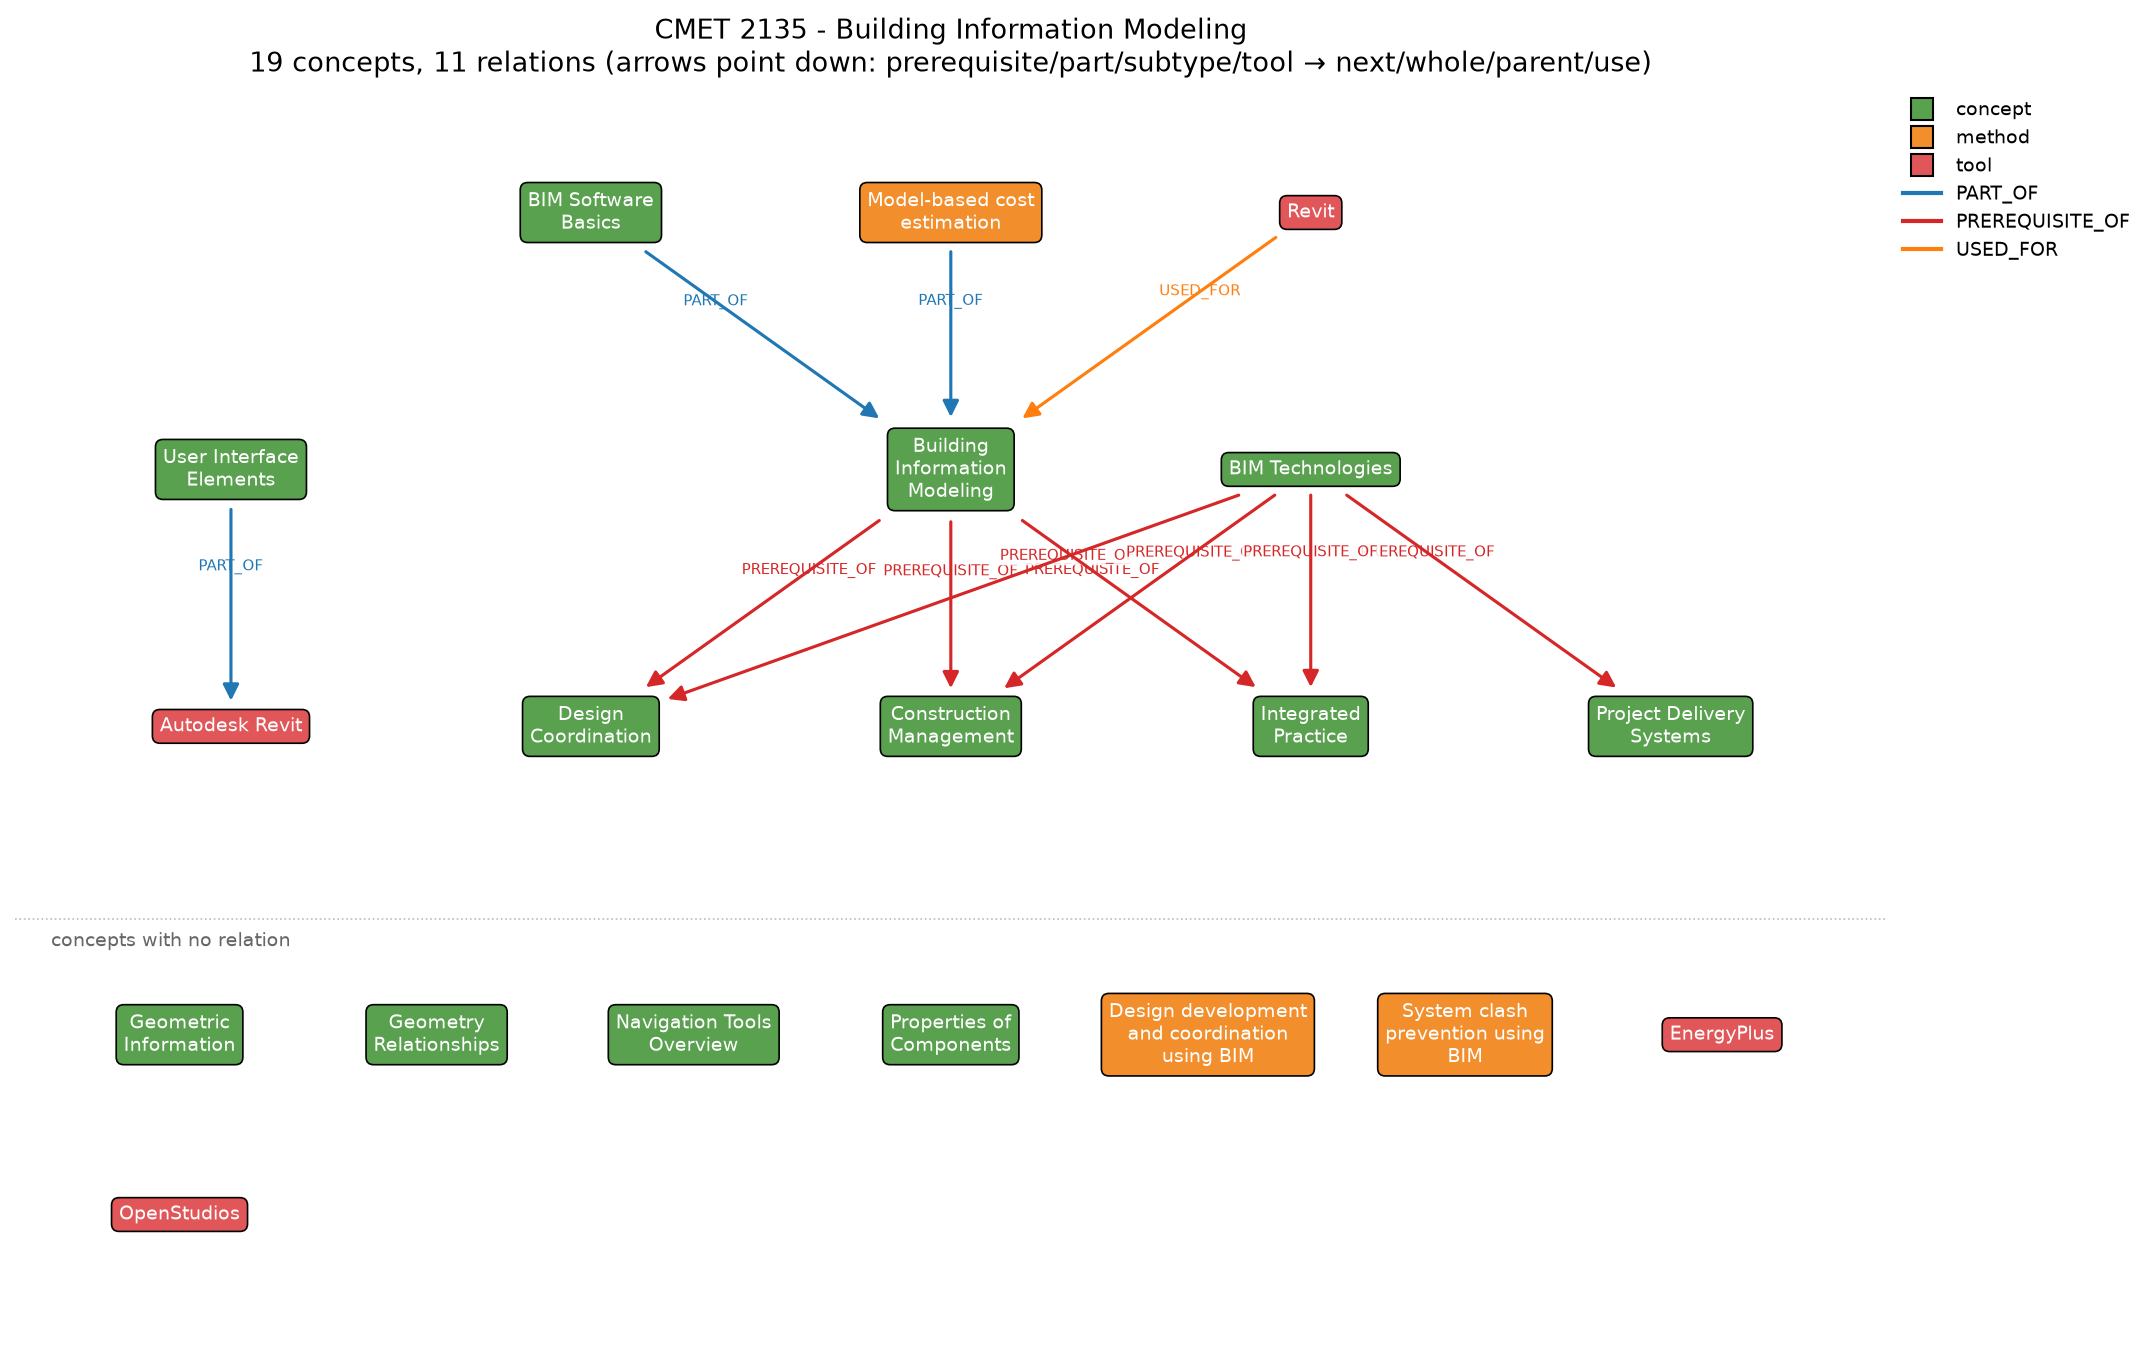 CMET 2135 - Building Information Modeling
19 concepts, 11 relations (arrows point down: prerequisite/part/subtype/tool → next/whole/parent/use)
concept
method
tool
PART_OF
PREREQUISITE_OF
USED_FOR
BIM Software
Basics
Model-based cost
estimation
Revit
PART_OF
PART_OF
USED_FOR
User Interface
Elements
Building
Information
Modeling
BIM Technologies
PART_OF
PREREQUISITE_OF
PREREQUISITE_OF
PREREQUISITE_OF
PREREQUISITE_O
PREREQUISITE_
PREREQUISITE_OF
EREQUISITE_OF
Autodesk Revit
Design
Coordination
Construction
Management
Integrated
Practice
Project Delivery
Systems
concepts with no relation
Geometric
Information
Geometry
Relationships
Navigation Tools
Overview
Properties of
Components
Design development
and coordination
using BIM
System clash
prevention using
BIM
EnergyPlus
OpenStudios